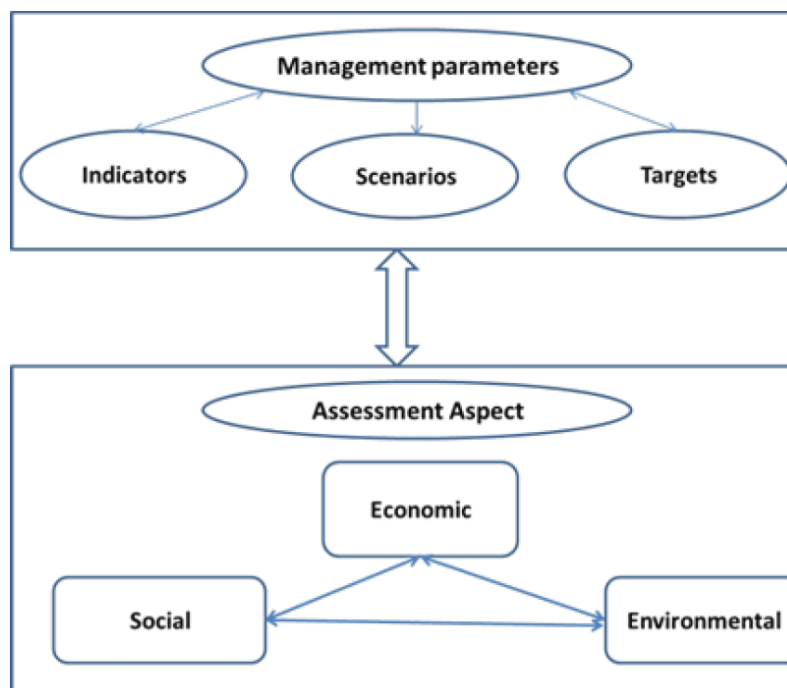 Management parameters
Indicators
Scenarios
Targets
Assessment Aspect
Economic
Social
Environmental